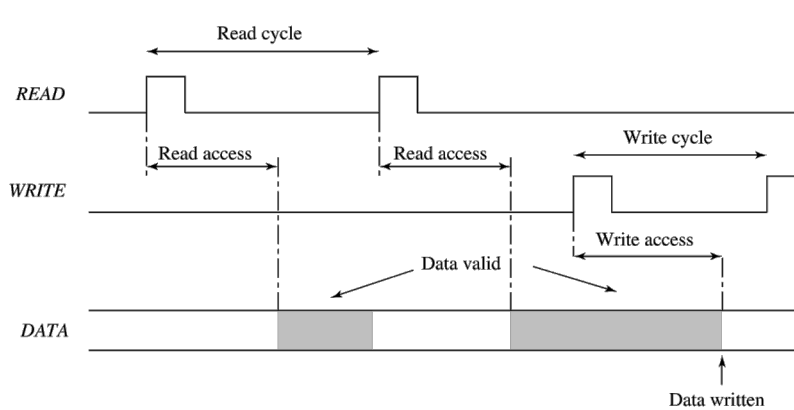 Read cycle
READ
Read access
Read access
Write cycle
WRITE
Write access
Data valid
DATA
Data written